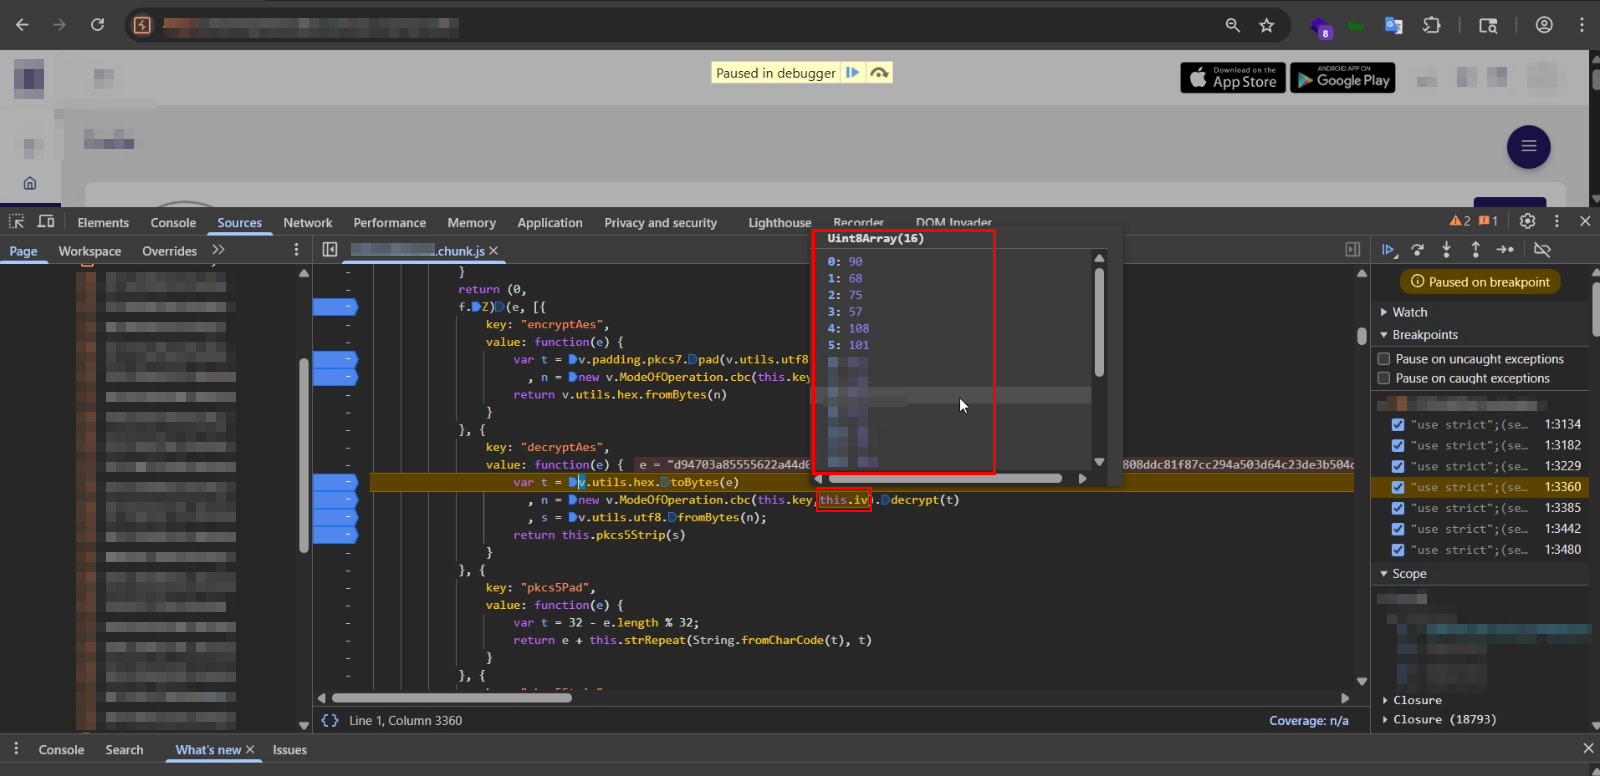 8
Paused in debugger
Download on the
App Store
ANDROID APP ON
Google Play
Elements Console Sources Network Performance Memory Application Privacy and security Lighthouse Recorder DOM Invader
2 1
Page Workspace Overrides
.chunk.js
}
return (0,
f.Z)(e, [{
key: "encryptAes",
value: function(e) {
var t = v.padding.pkcs7.pad(v.utils.utf8
, n = new v.ModeOfOperation.cbc(this.key
return v.utils.hex.fromBytes(n)
}
}, {
key: "decryptAes",
value: function(e) { e = "d94703a85555622a44d 808ddc81f87cc294a503d64c23de3b504c
var t = v.utils.hex.toBytes(e)
, n = new v.ModeOfOperation.cbc(this.key,this.iv).decrypt(t)
, s = v.utils.utf8.fromBytes(n);
return this.pkcs5Strip(s)
}
}, {
key: "pkcs5Pad",
value: function(e) {
var t = 32 - e.length % 32;
return e + this.strRepeat(String.fromCharCode(t), t)
}
}, {
Uint8Array(16)
0: 90
1: 68
2: 75
3: 57
4: 108
5: 101
Paused on breakpoint
Watch
Breakpoints
Pause on uncaught exceptions
Pause on caught exceptions
"use strict";(se… 1:3134
"use strict";(se… 1:3182
"use strict";(se… 1:3229
"use strict";(se… 1:3360
"use strict";(se… 1:3385
"use strict";(se… 1:3442
"use strict";(se… 1:3480
Scope
Closure
Closure (18793)
{} Line 1, Column 3360
Coverage: n/a
Console Search What's new Issues